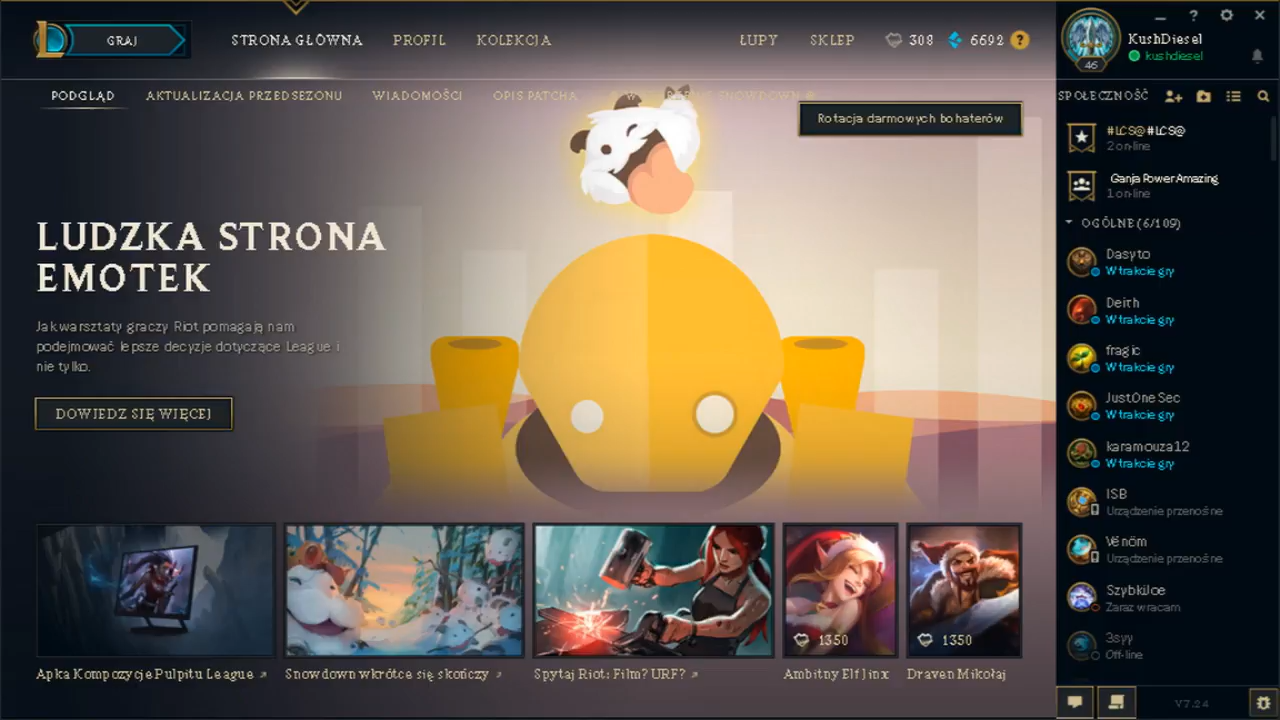 GRAJ
STRONA GŁÓWNA
PROFIL
KOLEKCJA
ŁUPY
SKLEP
308
6692
?
?
KushDiesel
kushdiesel
46
PODGLĄD
AKTUALIZACJA PRZEDSEZONU
WIADOMOŚCI
OPIS PATCHA
SNOWDOWN
Rotacja darmowych bohaterów
SPOŁECZNOŚĆ
#LCS@#LCS@
2 on-line
Ganja Power Amazing
1 on-line
OGÓLNE (6/109)
Dasyto
W trakcie gry
Deith
W trakcie gry
fragic
W trakcie gry
JustOneSec
W trakcie gry
karamouza12
W trakcie gry
ISB
Urządzenie przenośne
Vénöm
Urządzenie przenośne
Szybkiloe
Zaraz wracam
3syy
Off-line
LUDZKA STRONA
EMOTEK
Jak warsztaty graczy Riot pomagają nam
podejmować lepsze decyzje dotyczące League i
nie tylko.
DOWIEDZ SIĘ WIĘCEJ
1350
1350
Apka Kompozycje Pulpitu League
Snowdown wkrótce się skończy
Spytaj Riot: Film? URF?
Ambitny Elf Jinx
Draven Mikołaj
V7.24